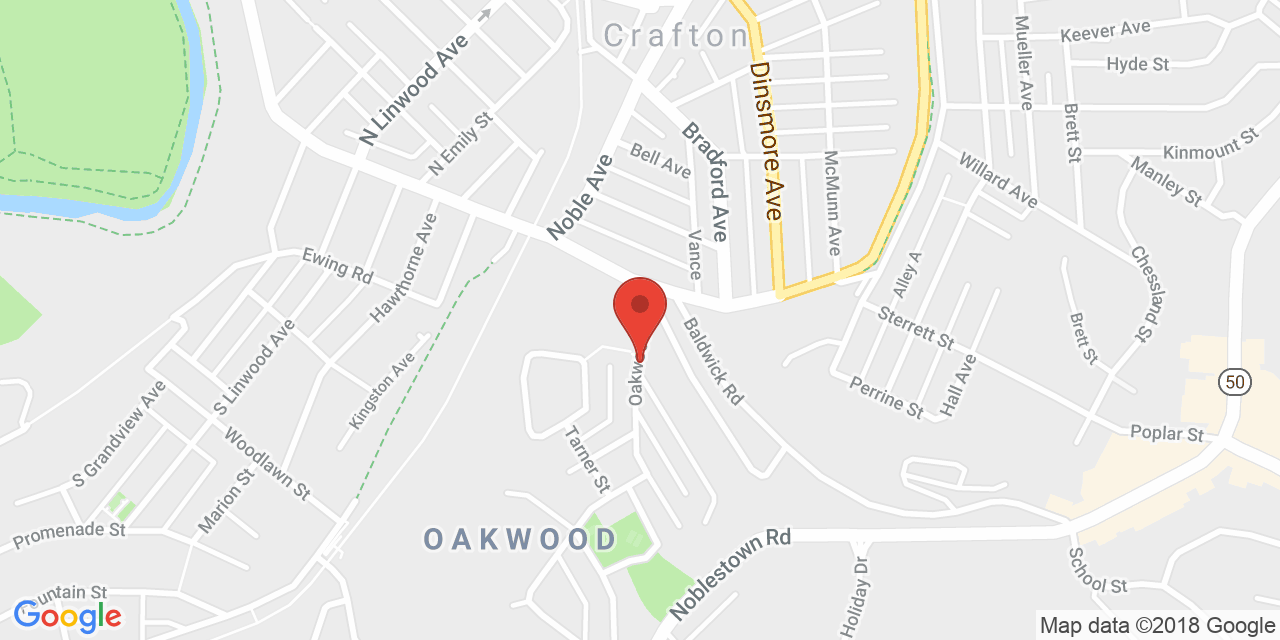 Crafton
Keever Ave
Mueller Ave
Hyde St
N Linwood Ave
Dinsmore Ave
Brett St
N Emily St
Bradford Ave
Kinmount St
Bell Ave
McMunn Ave
Willard Ave
Manley St
Noble Ave
Vance
Ewing Rd
Hawthorne Ave
Alley A
Chessland St
Sterrett St
Brett St
Baldwick Rd
S Linwood Ave
Kingston Ave
Oakw
Hall Ave
Perrine St
50
S Grandview Ave
Woodlawn St
Tarner St
Poplar St
Marion St
Promenade St
OAKWOOD
Noblestown Rd
Holiday Dr
School St
untain St
Google
Map data ©2018 Google